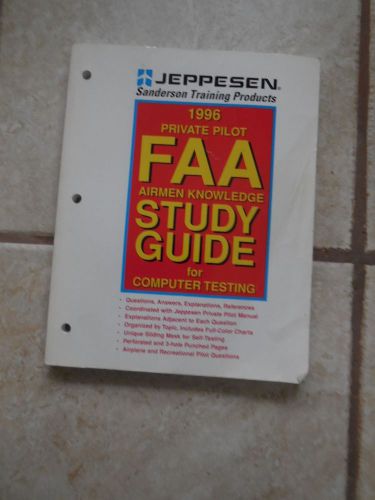 JEPPESEN®
Sanderson Training Products
1996
PRIVATE PILOT
FAA
AIRMEN KNOWLEDGE
STUDY
GUIDE
for
COMPUTER TESTING
• Questions, Answers, Explanations, References
• Coordinated with Jeppesen Private Pilot Manual
• Explanations Adjacent to Each Question
• Organized by Topic, Includes Full-Color Charts
• Unique Sliding Mask for Self-Testing
• Perforated and 3-hole Punched Pages
• Airplane and Recreational Pilot Questions